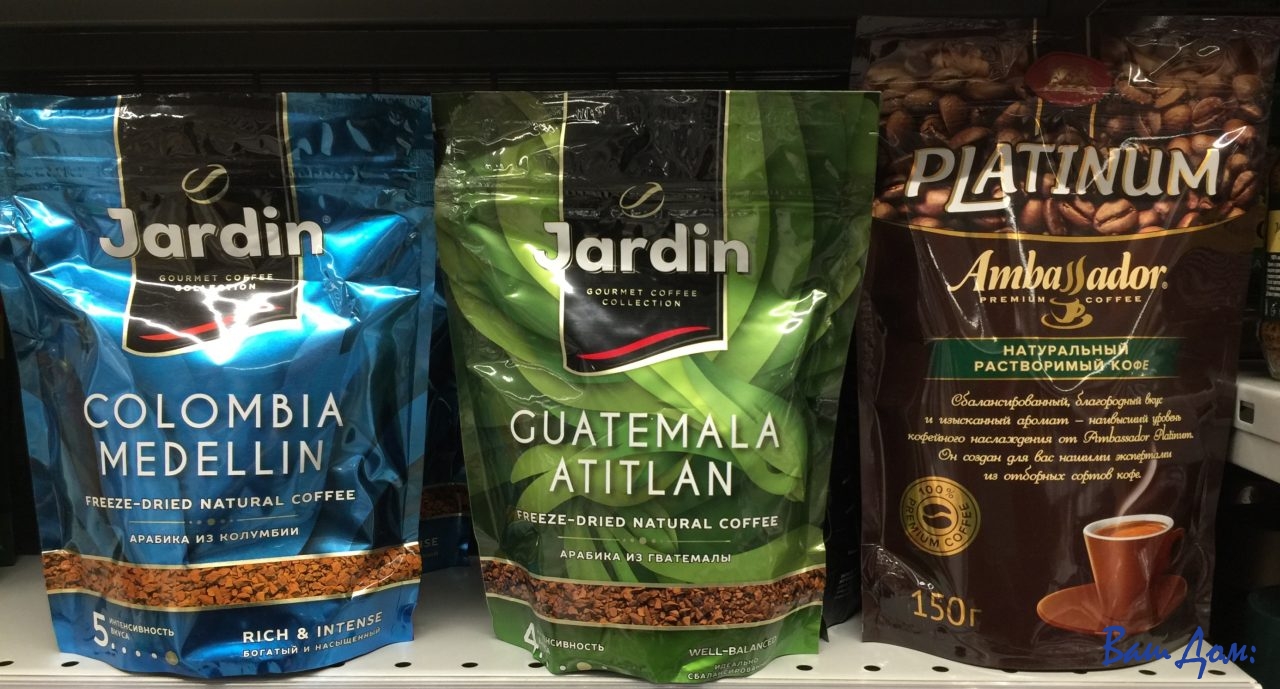 Jardin
GOURMET COFFEE
COLLECTION
COLOMBIA
MEDELLIN
FREEZE-DRIED NATURAL COFFEE
АРАБИКА ИЗ КОЛУМБИИ
5 ИНТЕНСИВНОСТЬ
ВКУСА
RICH & INTENSE
БОГАТЫЙ И НАСЫЩЕННЫЙ
Jardin
GOURMET COFFEE
COLLECTION
GUATEMALA
ATITLAN
FREEZE-DRIED NATURAL COFFEE
АРАБИКА ИЗ ГВАТЕМАЛЫ
4
WELL-BALANCED
ИДЕАЛЬНО
PLATINUM
Ambassador®
PREMIUM COFFEE
НАТУРАЛЬНЫЙ
РАСТВОРИМЫЙ КОФЕ
Сбалансированный, благородный вкус
и изысканный аромат – наивысший уровень
кофейного наслаждения от Ambassador Platinum.
Он создан для вас нашими экспертами
из отборных сортов кофе.
100%
PREMIUM COFFEE
150г
Ваш Дом: